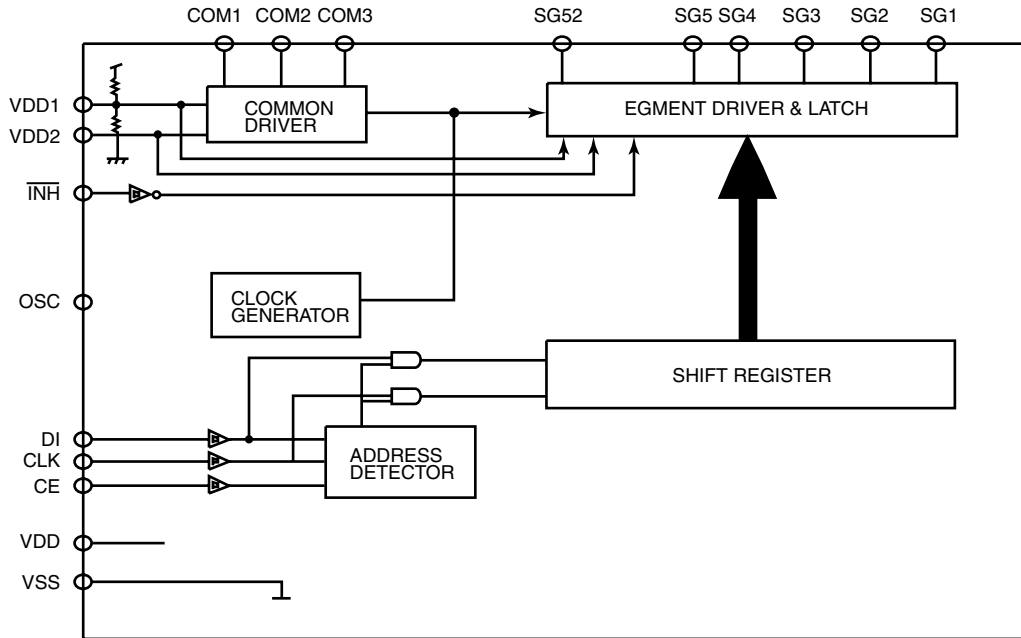 COM1 COM2 COM3 SG52 SG5 SG4 SG3 SG2 SG1
VDD1
COMMON
DRIVER
EGMENT DRIVER & LATCH
VDD2
INH
OSC
CLOCK
GENERATOR
SHIFT REGISTER
DI
CLK
CE
ADDRESS
DETECTOR
VDD
VSS